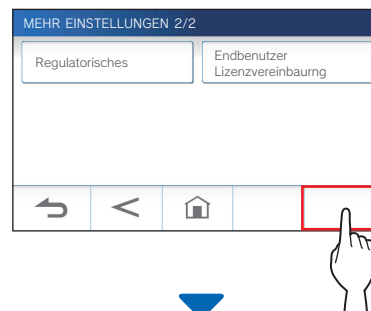 MEHR EINSTELLUNGEN 2/2
Regulatorisches
Endbenutzer
Lizenzvereinbaurng